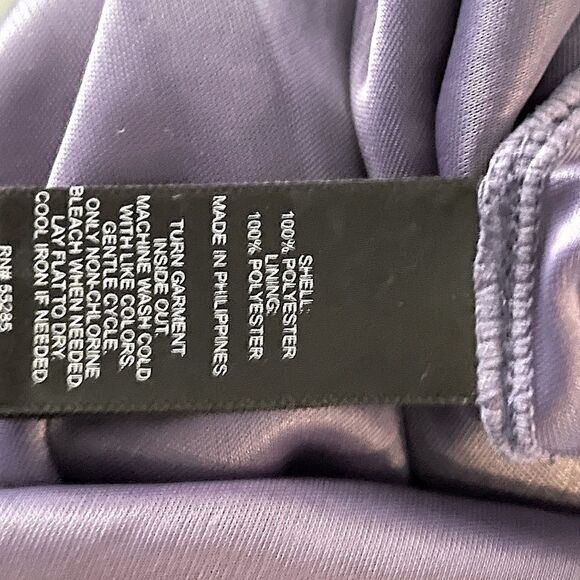 SHELL:
100% POLYESTER
LINING:
100% POLYESTER
MADE IN PHILIPPINES
TURN GARMENT
INSIDE OUT.
MACHINE WASH COLD
WITH LIKE COLORS.
GENTLE CYCLE.
ONLY NON-CHLORINE
BLEACH WHEN NEEDED.
LAY FLAT TO DRY.
COOL IRON IF NEEDED.
RN# 55285